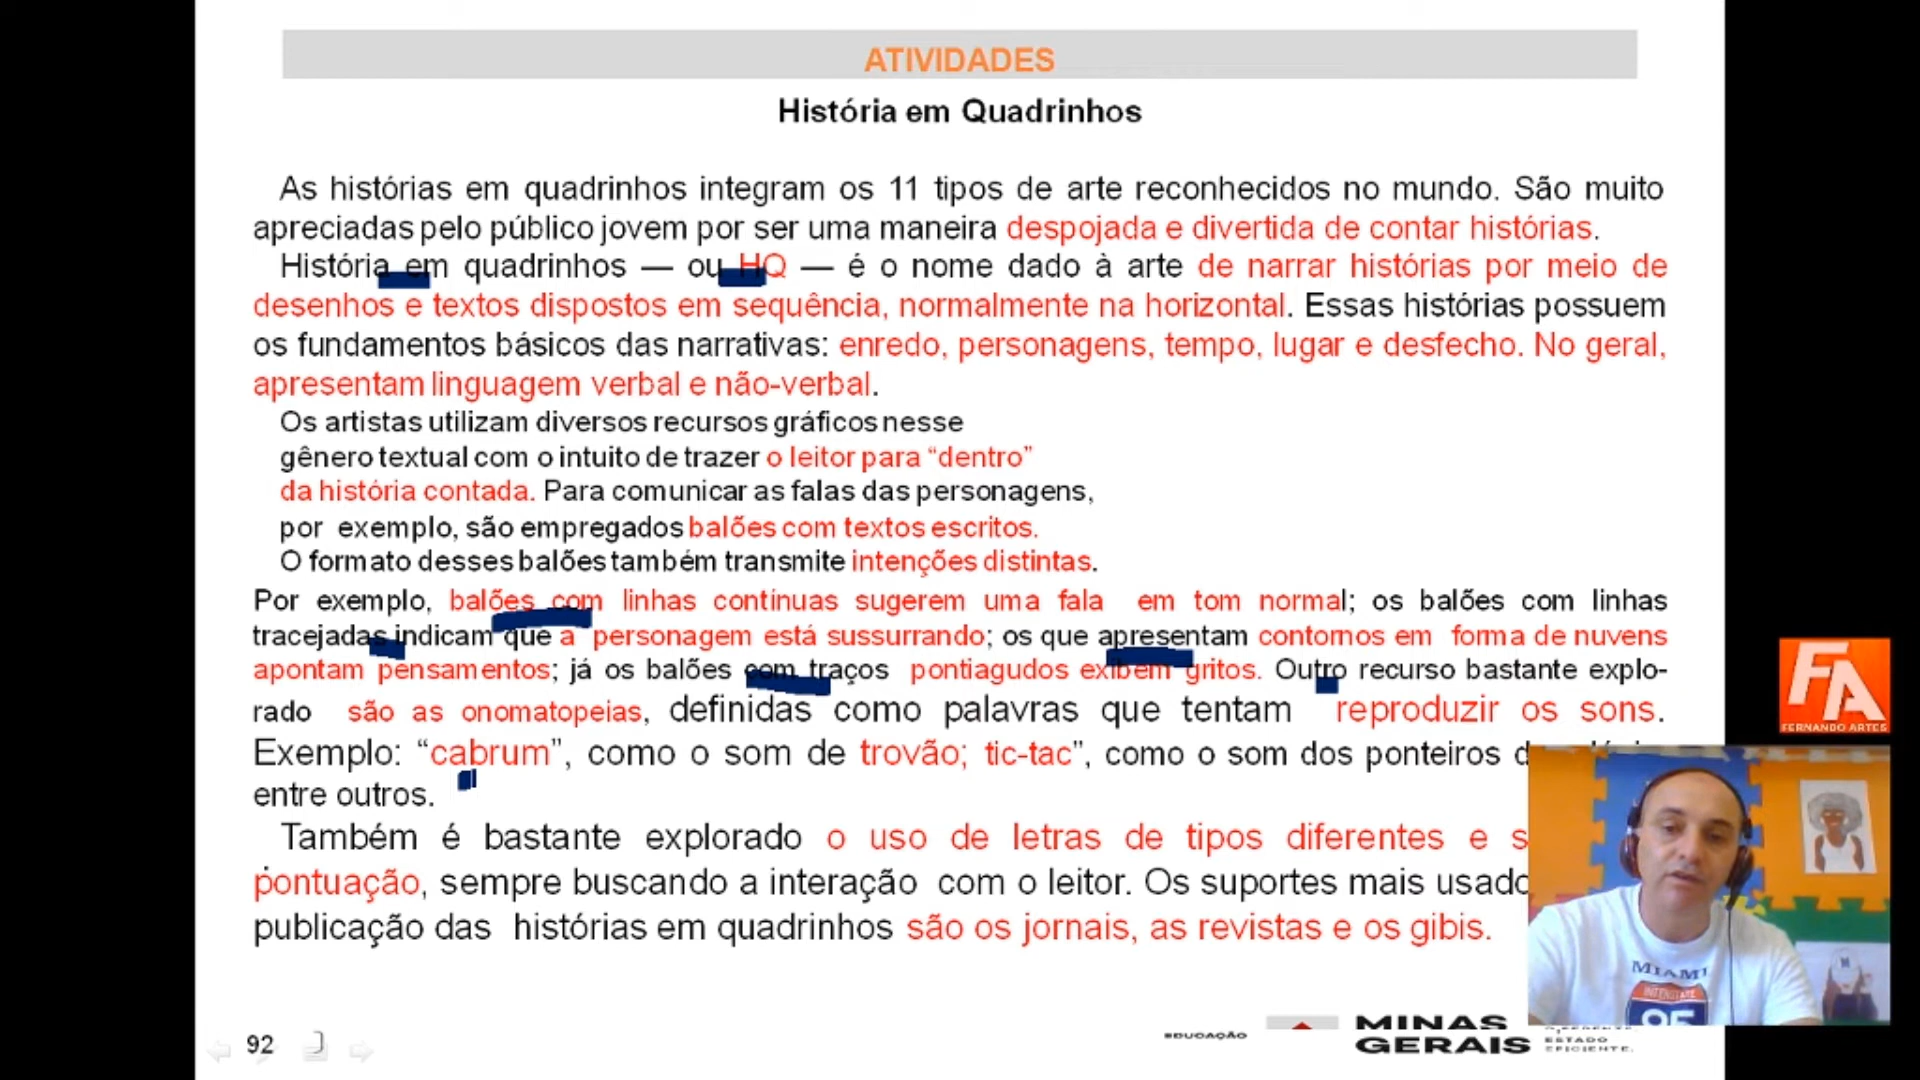 ATIVIDADES
História em Quadrinhos
As histórias em quadrinhos integram os 11 tipos de arte reconhecidos no mundo. São muito
apreciadas pelo público jovem por ser uma maneira despojada e divertida de contar histórias.
História em quadrinhos — ou HQ — é o nome dado à arte de narrar histórias por meio de
desenhos e textos dispostos em sequência, normalmente na horizontal. Essas histórias possuem
os fundamentos básicos das narrativas: enredo, personagens, tempo, lugar e desfecho. No geral,
apresentam linguagem verbal e não-verbal.
Os artistas utilizam diversos recursos gráficos nesse
gênero textual com o intuito de trazer o leitor para “dentro”
da história contada. Para comunicar as falas das personagens,
por exemplo, são empregados balões com textos escritos.
O formato desses balões também transmite intenções distintas.
Por exemplo, balões com linhas contínuas sugerem uma fala em tom normal; os balões com linhas
tracejadas indicam que a personagem está sussurrando; os que apresentam contornos em forma de nuvens
apontam pensamentos; já os balões com traços pontiagudos exibem gritos. Outro recurso bastante explo-
rado são as onomatopeias, definidas como palavras que tentam reproduzir os sons.
Exemplo: “cabrum”, como o som de trovão; tic-tac”, como o som dos ponteiros
entre outros.
Também é bastante explorado o uso de letras de tipos diferentes e
pontuação, sempre buscando a interação com o leitor. Os suportes mais
publicação das histórias em quadrinhos são os jornais, as revistas e os gibis.
FA
FERNANDO ARTES
MIAMI
INTERSTATE
95
92
EDUCAÇÃO
MINAS
GERAIS
ESTADO
EFICIENTE.